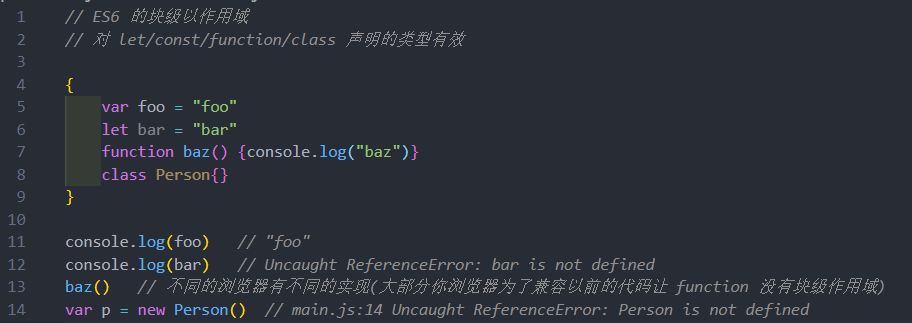 1 // ES6 的块级以作用域
2 // 对 let/const/function/class 声明的类型有效
3
4 {
5 var foo = "foo"
6 let bar = "bar"
7 function baz() {console.log("baz")}
8 class Person{}
9 }
10
11 console.log(foo) // "foo"
12 console.log(bar) // Uncaught ReferenceError: bar is not defined
13 baz() // 不同的浏览器有不同的实现(大部分你浏览器为了兼容以前的代码让 function 没有块級作用域)
14 var p = new Person() // main.js:14 Uncaught ReferenceError: Person is not defined